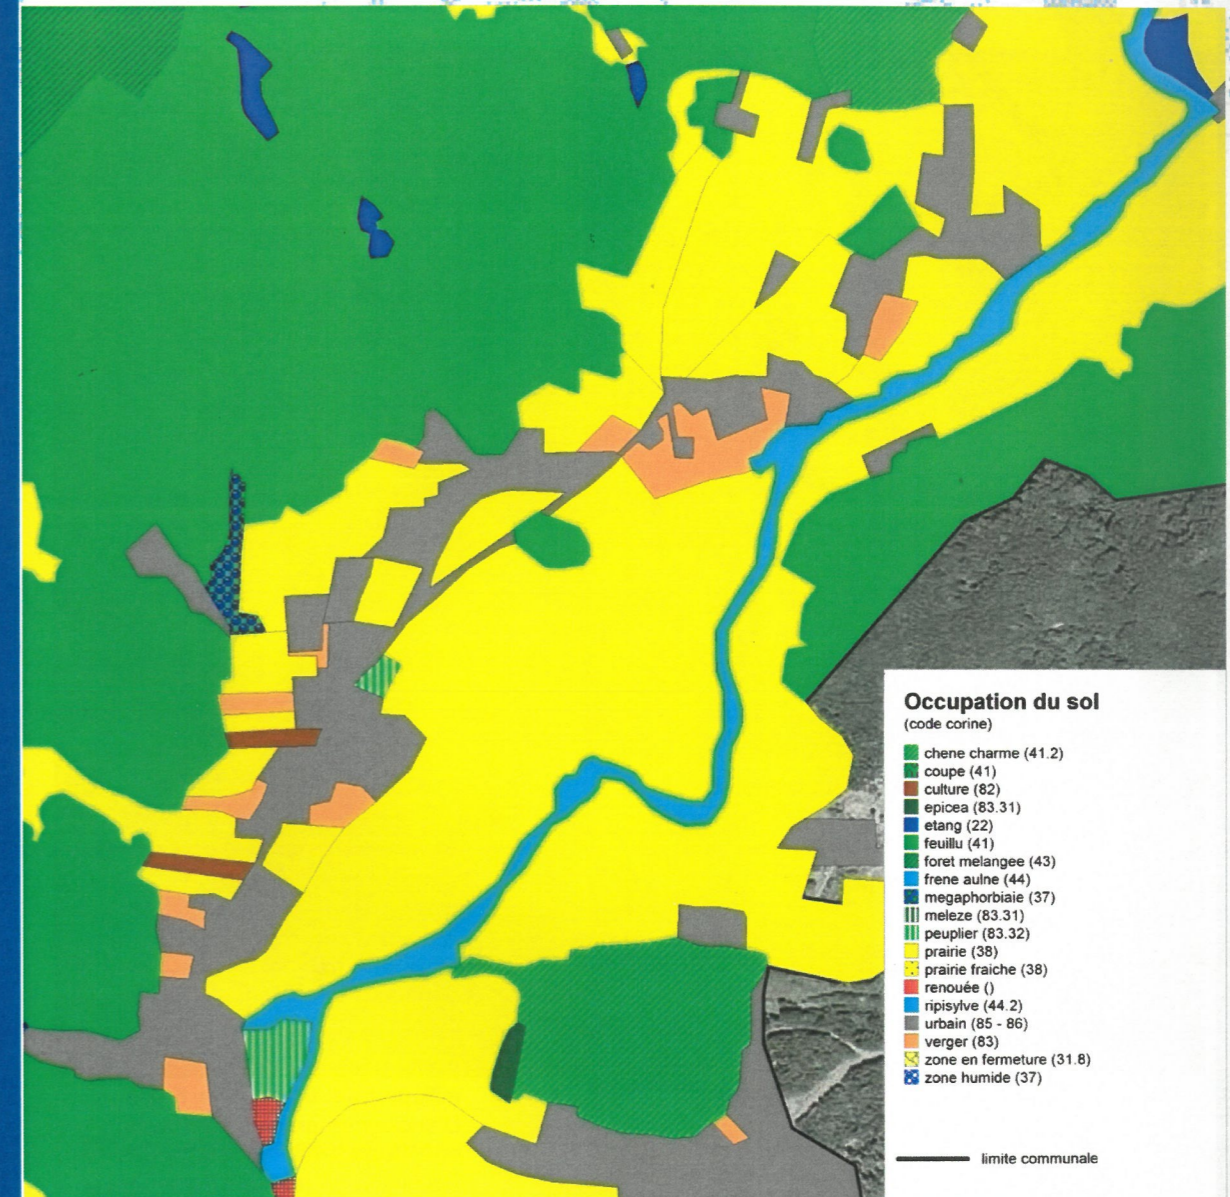 Occupation du sol
(code corine)
chene charme (41.2)
coupe (41)
culture (82)
epicea (83.31)
etang (22)
feuillu (41)
foret melangee (43)
frene aulne (44)
megaphorbiaie (37)
meleze (83.31)
peuplier (83.32)
prairie (38)
prairie fraiche (38)
renouée ()
ripisylve (44.2)
urbain (85 - 86)
verger (83)
zone en fermeture (31.8)
zone humide (37)
limite communale